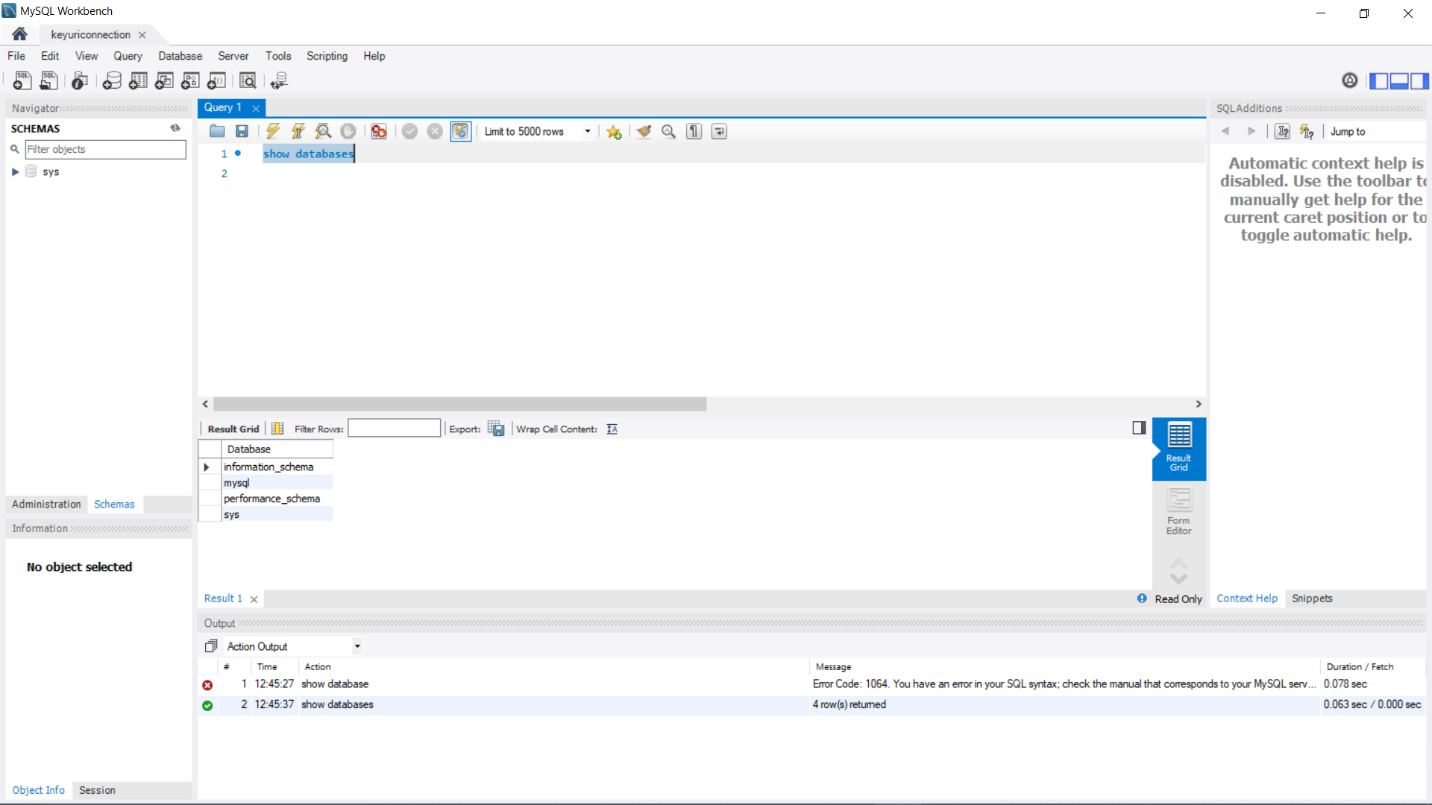 MySQL Workbench
keyuriconnection
File Edit View Query Database Server Tools Scripting Help
Navigator
SCHEMAS
Filter objects
sys
Administration Schemas
Information
No object selected
Object Info Session
Query 1
Limit to 5000 rows
1 show databases
2
Result Grid Filter Rows: Export: Wrap Cell Content:
Database
information_schema
mysql
performance_schema
sys
Result
Grid
Form
Editor
Result 1
Read Only
SQLAdditions
Jump to
Automatic context help is
disabled. Use the toolbar to
manually get help for the
current caret position or to
toggle automatic help.
Context Help Snippets
Output
Action Output
# Time Action Message Duration / Fetch
1 12:45:27 show database Error Code: 1064. You have an error in your SQL syntax; check the manual that corresponds to your MySQL serv... 0.078 sec
2 12:45:37 show databases 4 row(s) returned 0.063 sec / 0.000 sec